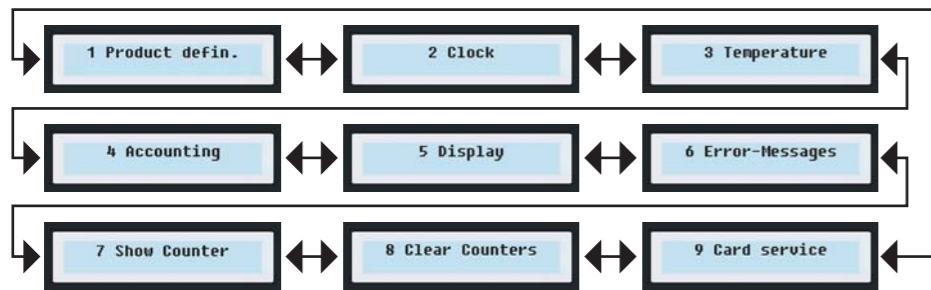 1 Product defin.
2 Clock
3 Temperature
4 Accounting
5 Display
6 Error-Messages
7 Show Counter
8 Clear Counters
9 Card service